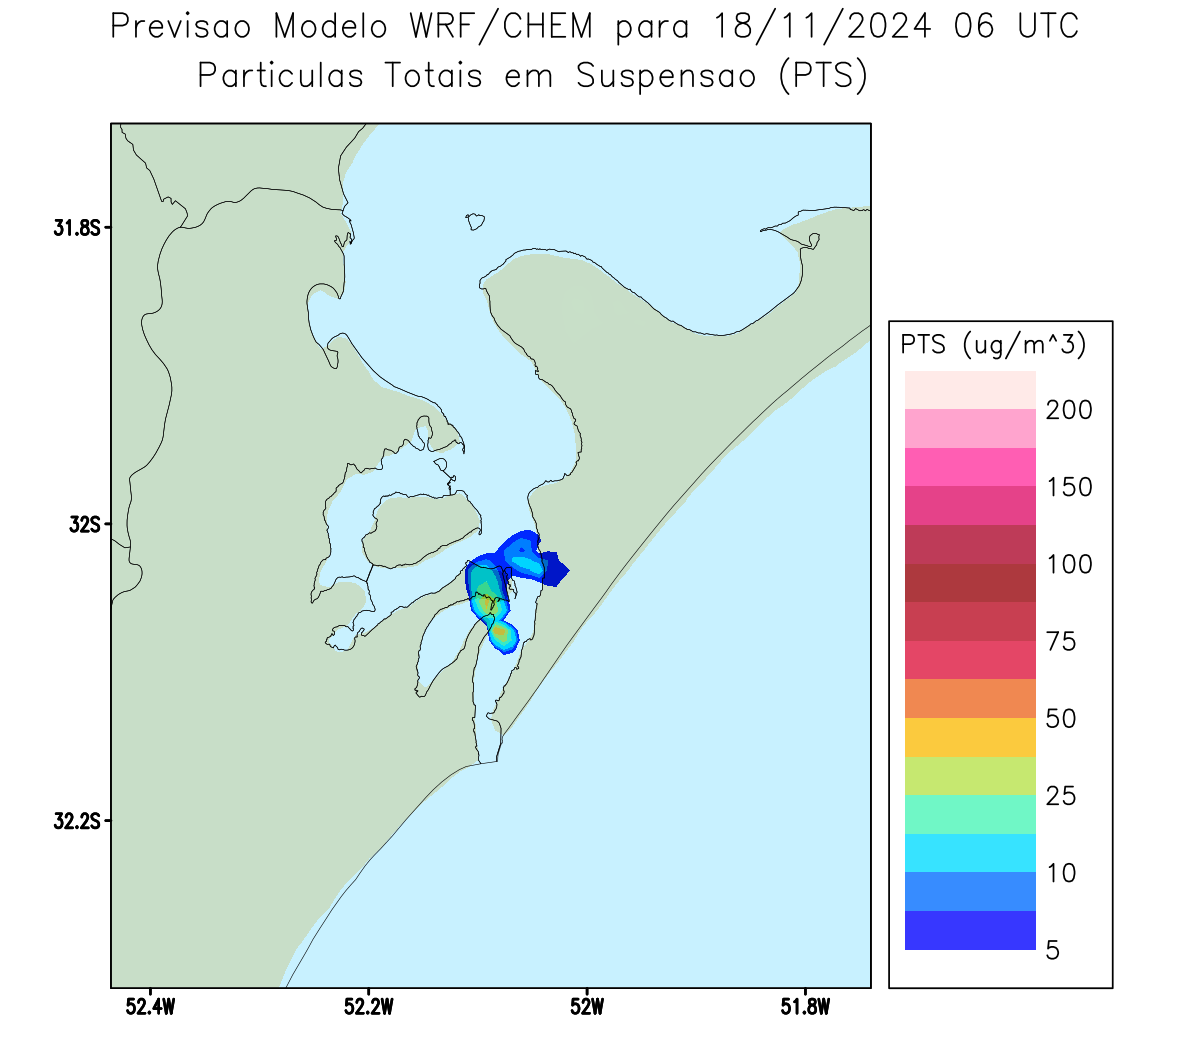 Previsao Modelo WRF/CHEM para 18/11/2024 06 UTC
Particulas Totais em Suspensao (PTS)
31.8S
32S
32.2S
52.4W
52.2W
52W
51.8W
PTS (ug/m^3)
200
150
100
75
50
25
10
5